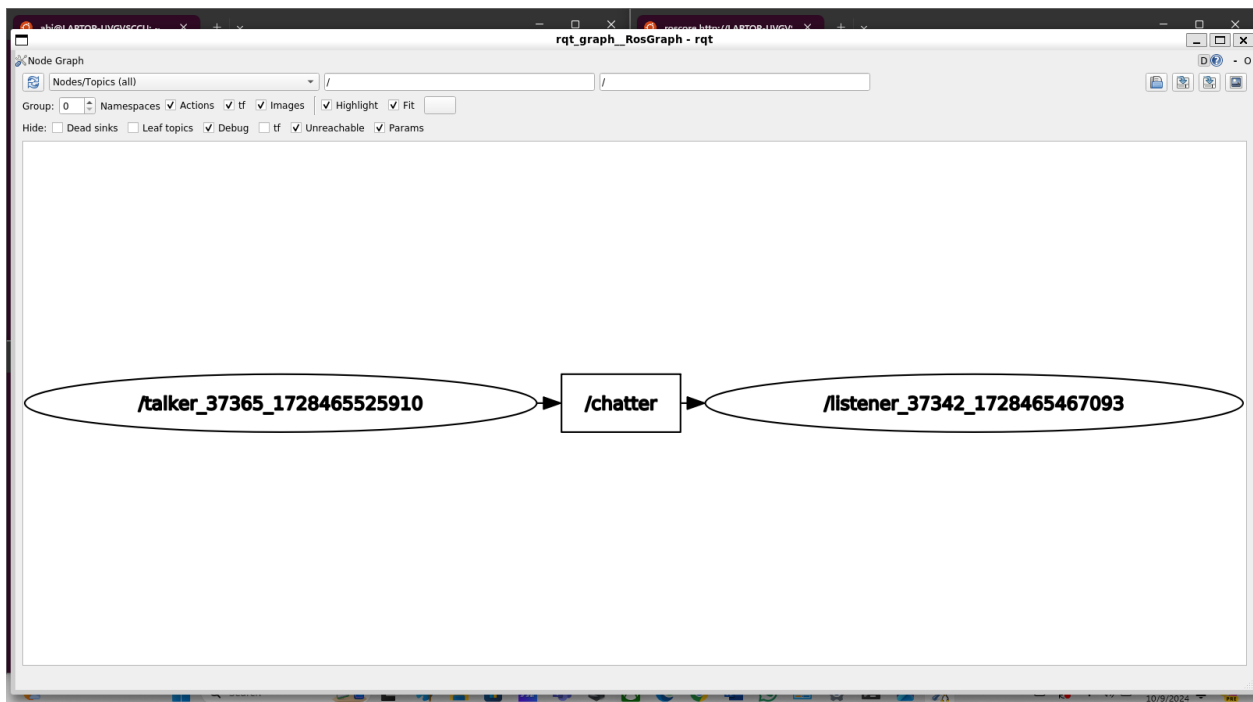 rqt_graph__RosGraph - rqt
Node Graph
D - O
Nodes/Topics (all) / /
Group: 0 Namespaces Actions tf Images Highlight Fit
Hide: Dead sinks Leaf topics Debug tf Unreachable Params
/talker_37365_1728465525910 /chatter /listener_37342_1728465467093
10/9/2024